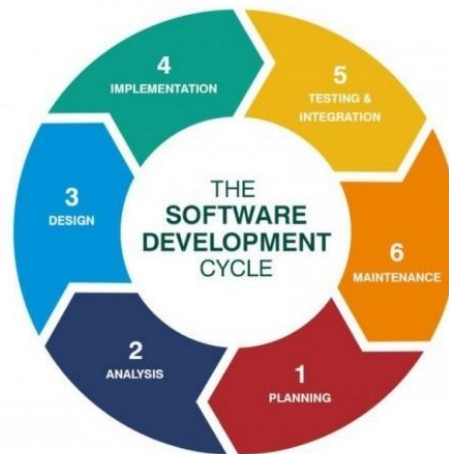 THE
SOFTWARE
DEVELOPMENT
CYCLE
1
PLANNING
2
ANALYSIS
3
DESIGN
4
IMPLEMENTATION
5
TESTING &
INTEGRATION
6
MAINTENANCE